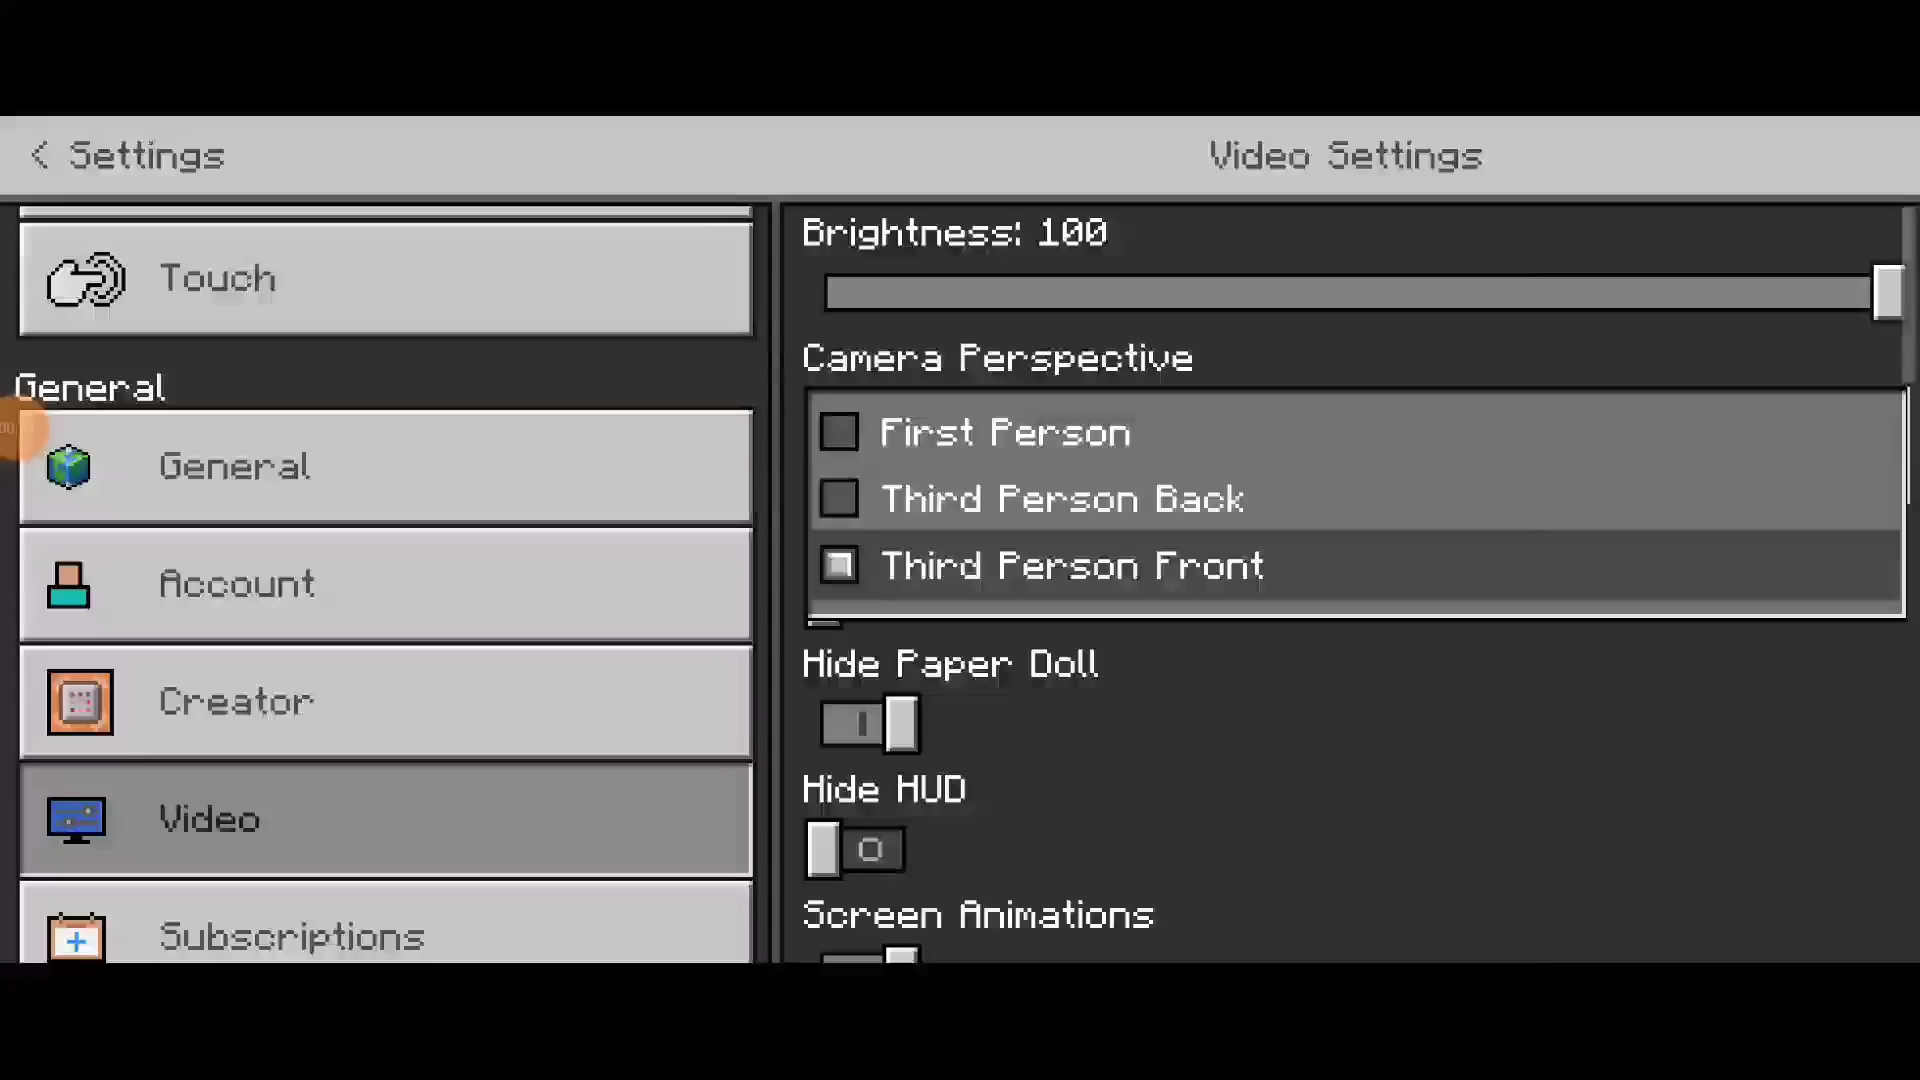 < Settings
Video Settings
Touch
General
General
Account
Creator
Video
Subscriptions
Brightness: 100
Camera Perspective
First Person
Third Person Back
Third Person Front
Hide Paper Doll
Hide HUD
Screen Animations